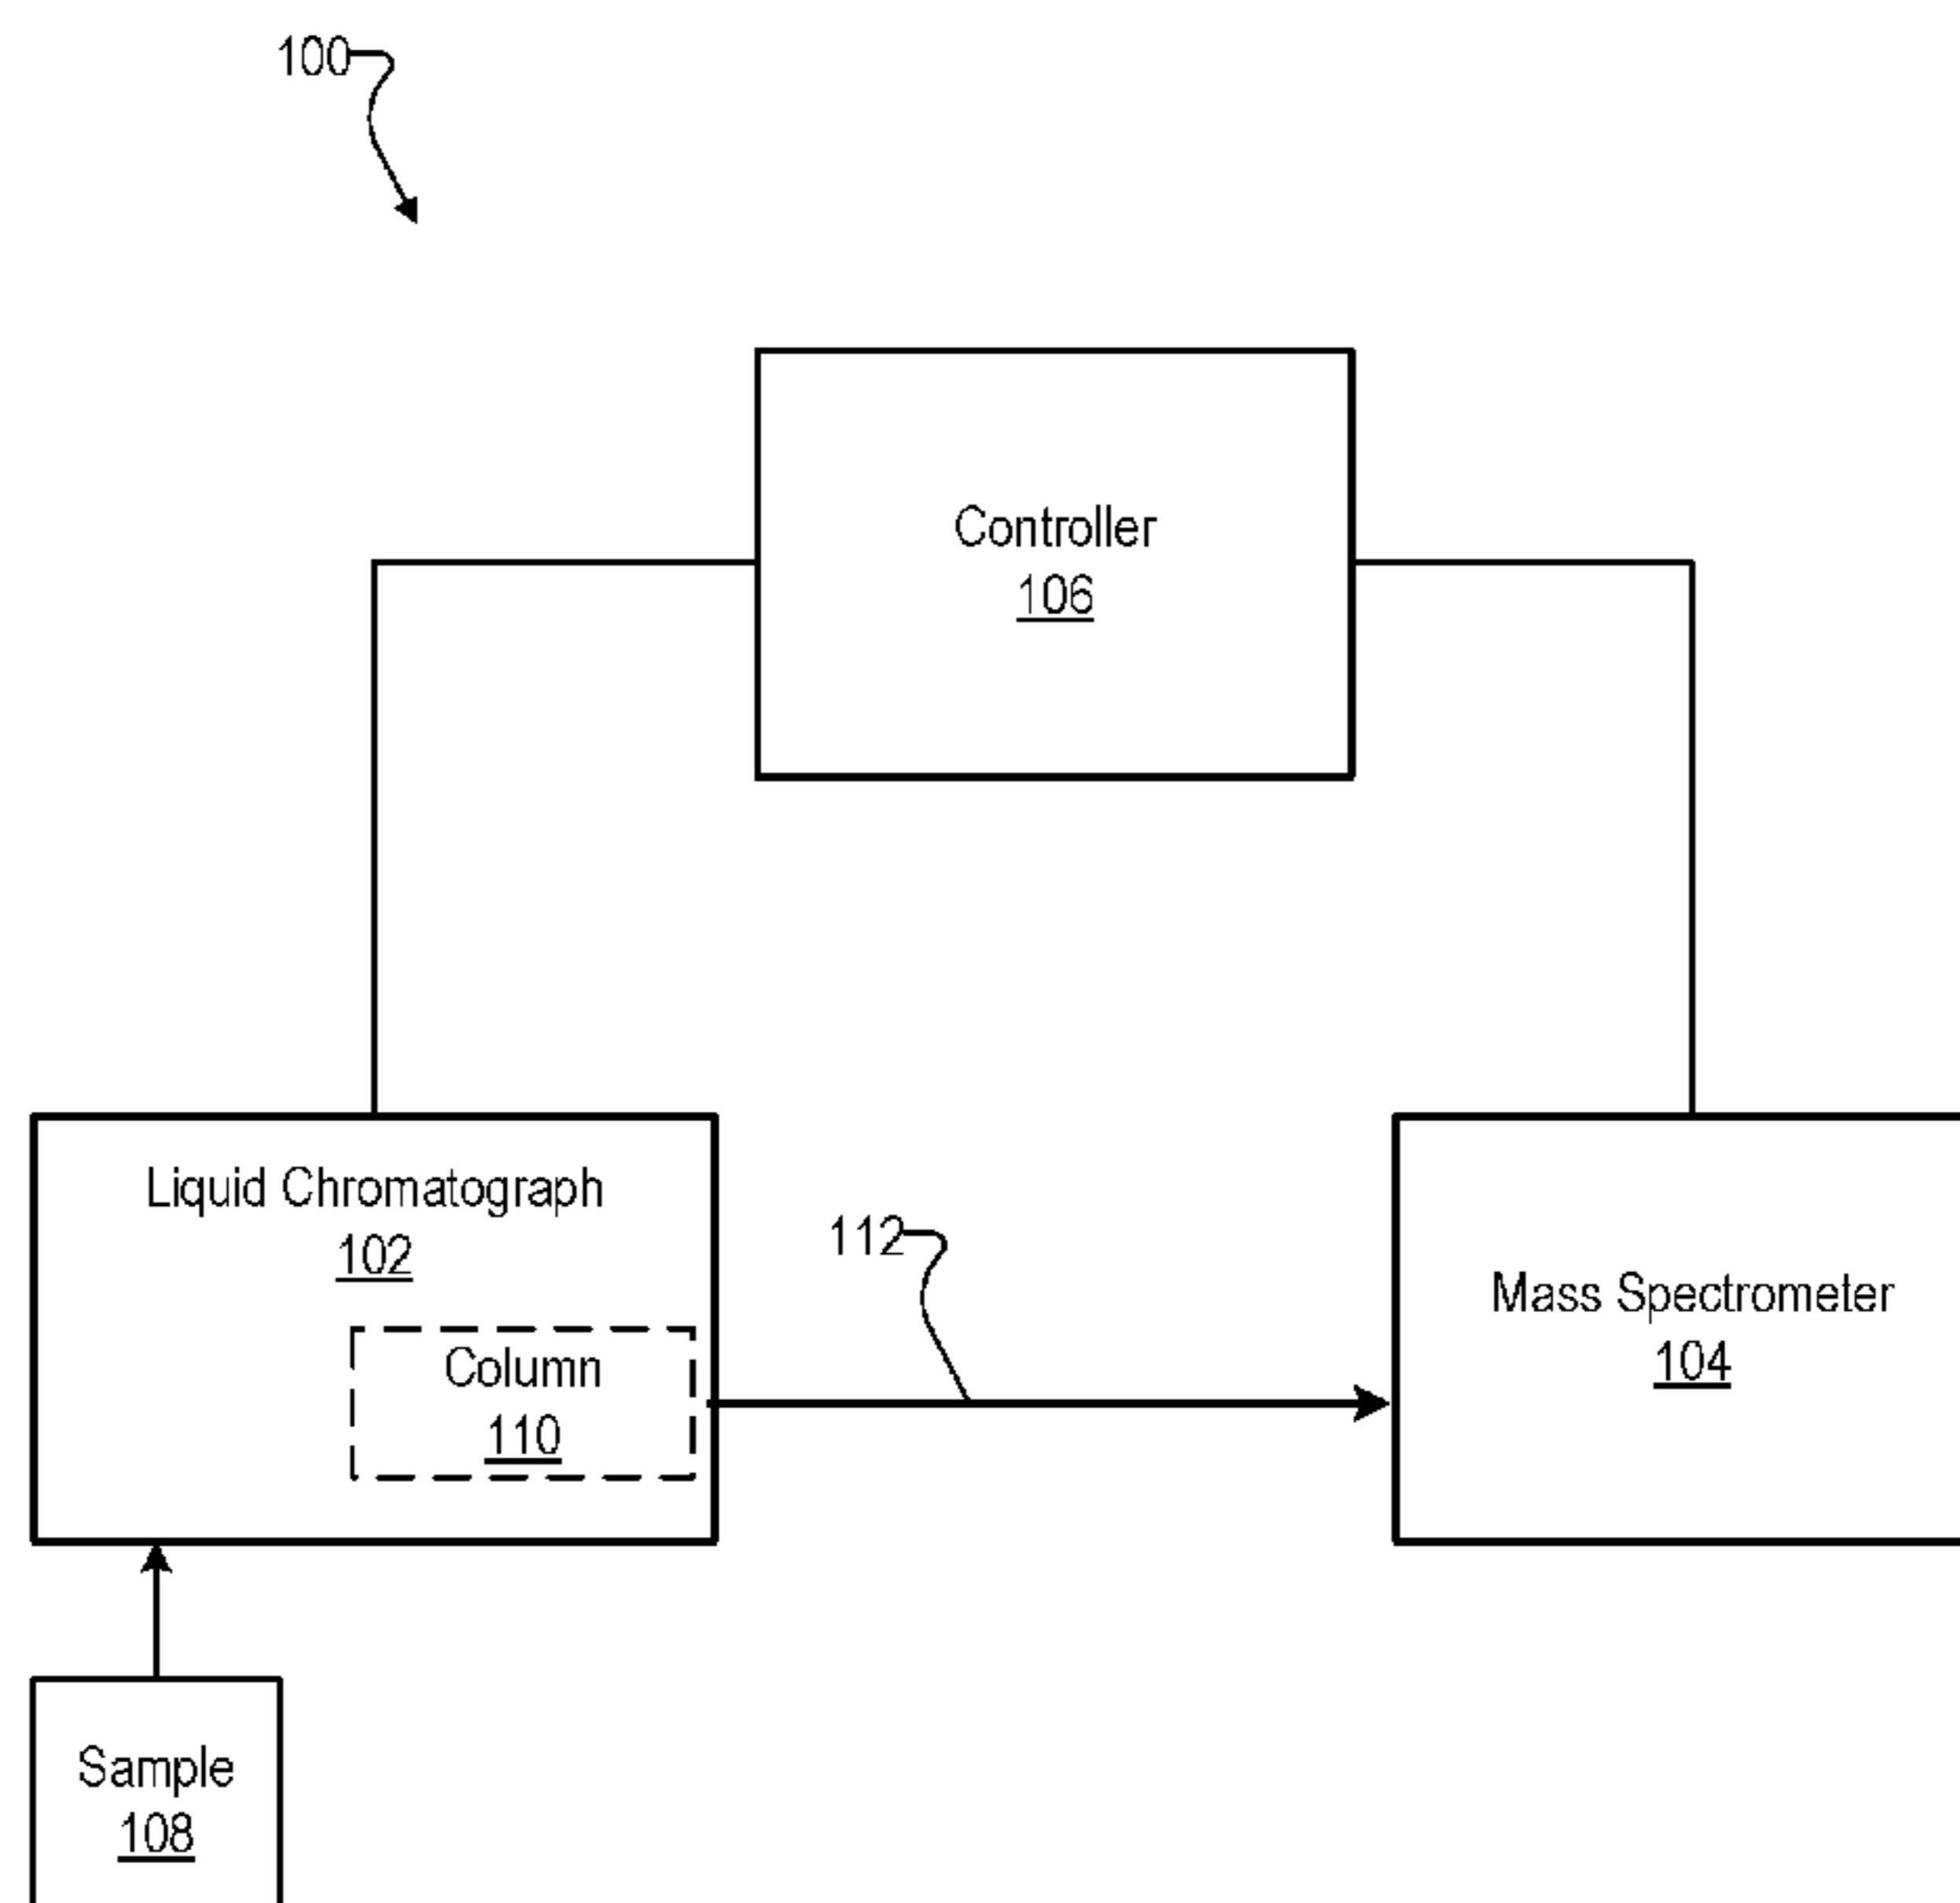 100
Controller
106
Liquid Chromatograph
102
112
Mass Spectrometer
104
Column
110
Sample
108